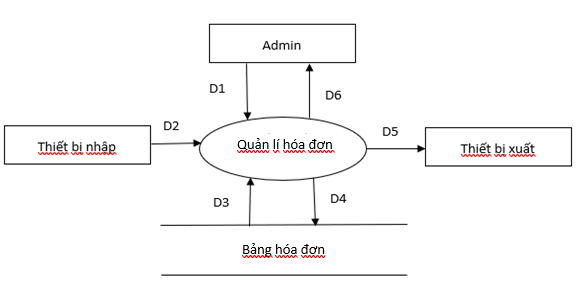 Admin
D1
D6
D2
D5
Thiết bị nhập
Quản lí hóa đơn
Thiết bị xuất
D3
D4
Bảng hóa đơn